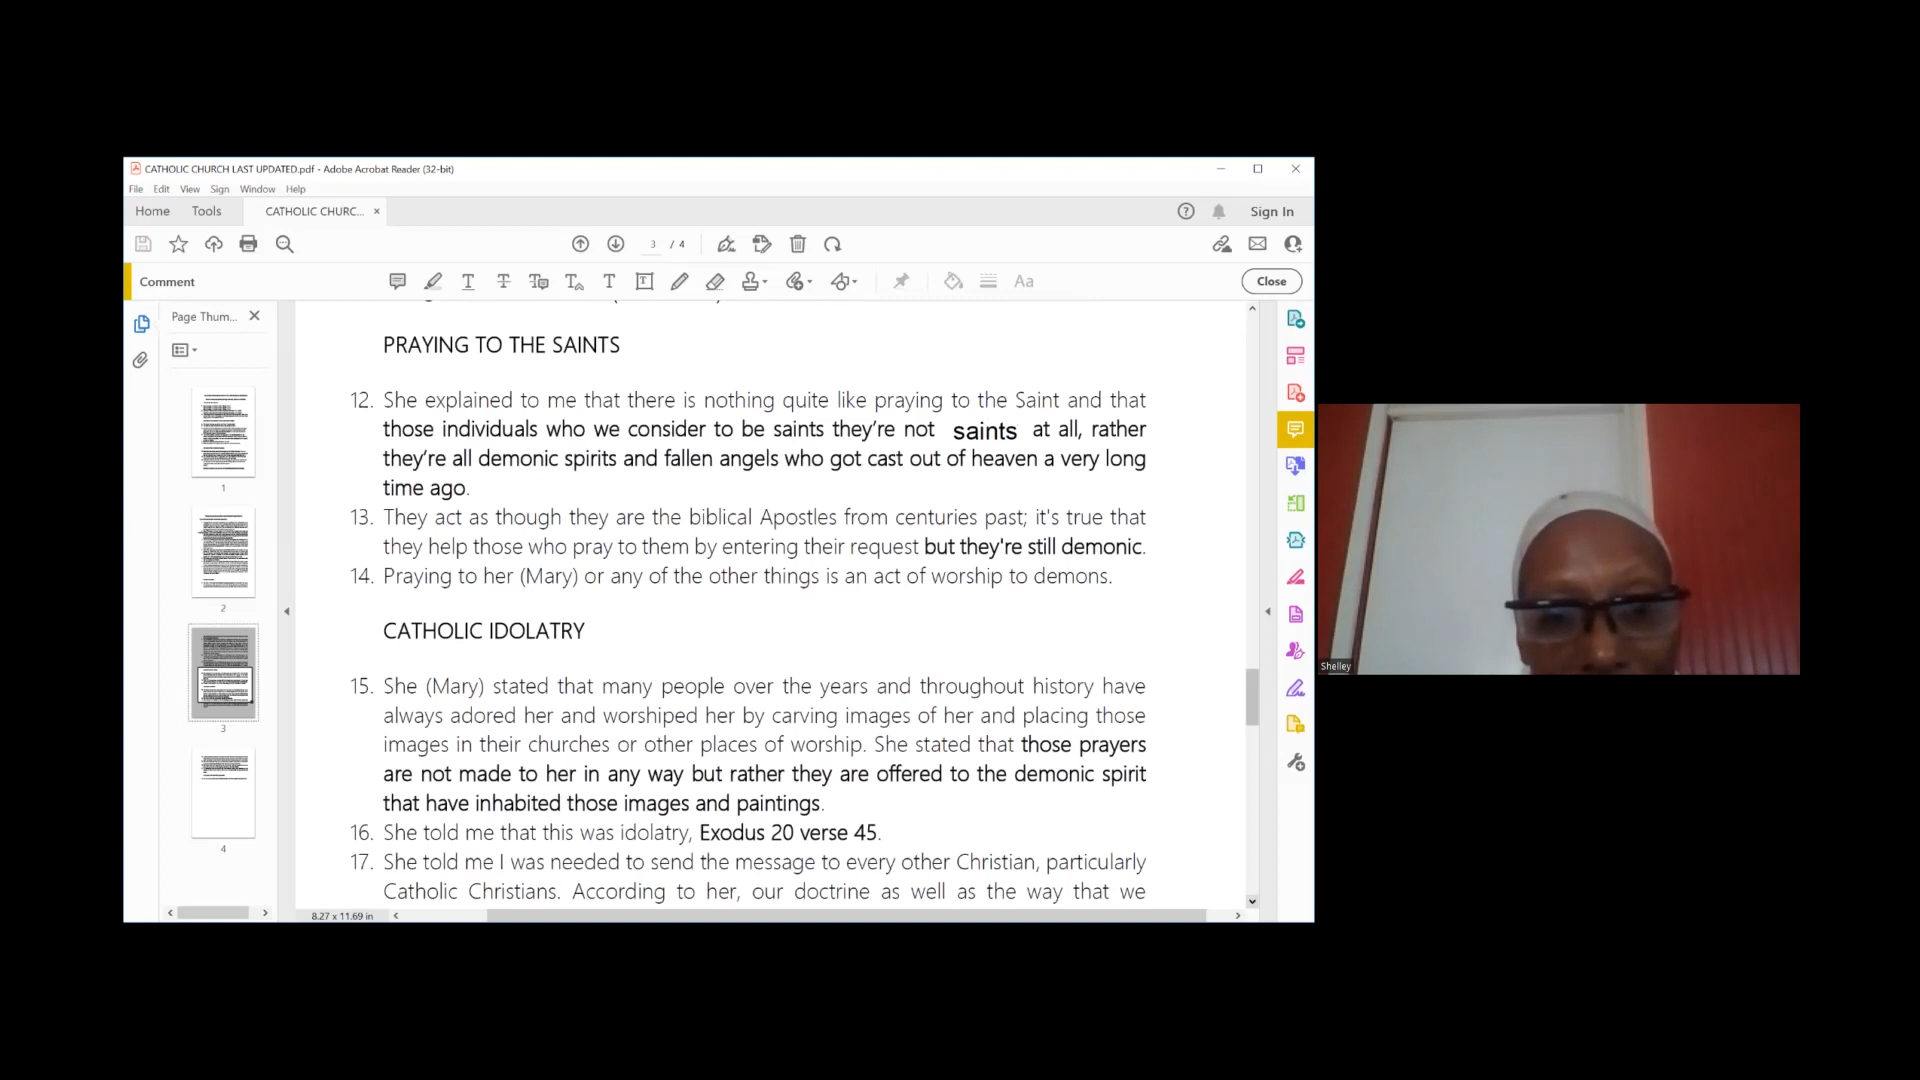 CATHOLIC CHURCH LAST UPDATED.pdf - Adobe Acrobat Reader (32-bit)
File Edit View Sign Window Help
Home Tools CATHOLIC CHURC... × Sign In
3 / 4
Comment Close
Page Thum...
PRAYING TO THE SAINTS
12. She explained to me that there is nothing quite like praying to the Saint and that
those individuals who we consider to be saints they’re not saints at all, rather
they’re all demonic spirits and fallen angels who got cast out of heaven a very long
time ago.
13. They act as though they are the biblical Apostles from centuries past; it's true that
they help those who pray to them by entering their request but they're still demonic.
14. Praying to her (Mary) or any of the other things is an act of worship to demons.
CATHOLIC IDOLATRY
15. She (Mary) stated that many people over the years and throughout history have
always adored her and worshiped her by carving images of her and placing those
images in their churches or other places of worship. She stated that those prayers
are not made to her in any way but rather they are offered to the demonic spirit
that have inhabited those images and paintings.
16. She told me that this was idolatry, Exodus 20 verse 45.
17. She told me I was needed to send the message to every other Christian, particularly
Catholic Christians. According to her, our doctrine as well as the way that we
1
2
3
4
8.27 x 11.69 in
Shelley